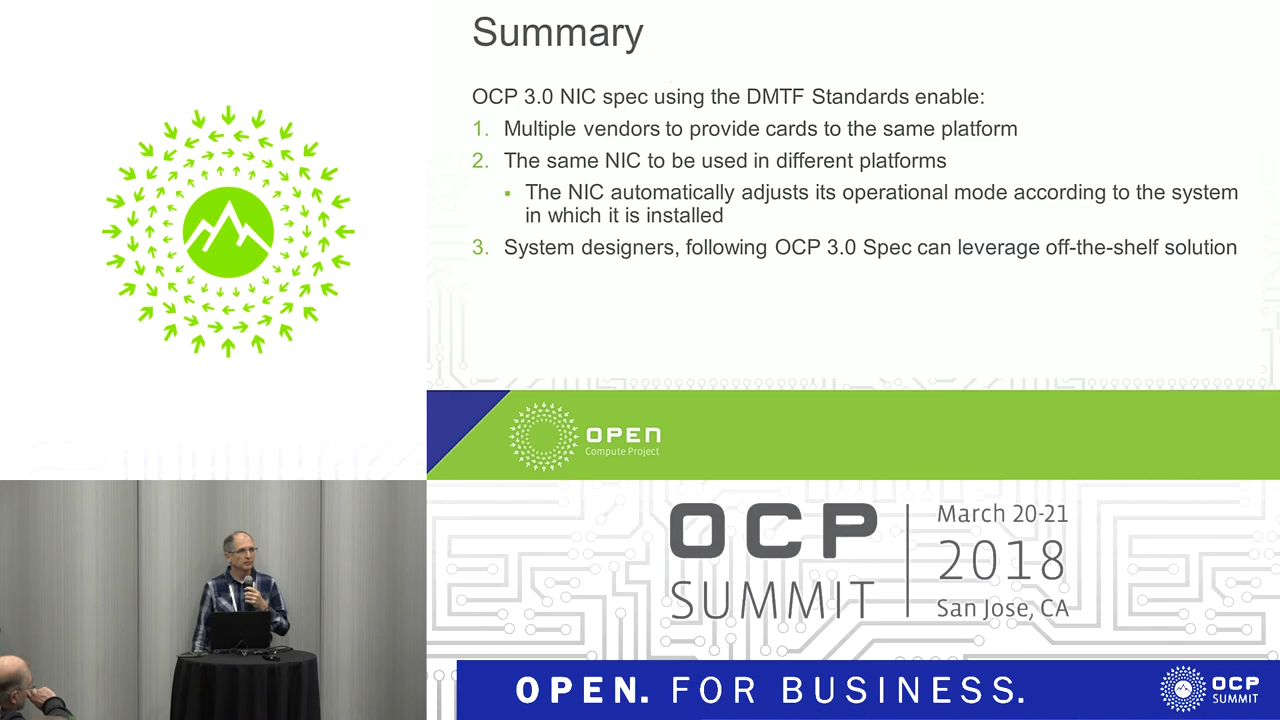 Summary
OCP 3.0 NIC spec using the DMTF Standards enable:
1. Multiple vendors to provide cards to the same platform
2. The same NIC to be used in different platforms
▪ The NIC automatically adjusts its operational mode according to the system
in which it is installed
3. System designers, following OCP 3.0 Spec can leverage off-the-shelf solution
OPEN
Compute Project
OCP
SUMMIT
March 20-21
2018
San Jose, CA
OPEN. FOR BUSINESS.
OCP
SUMMIT